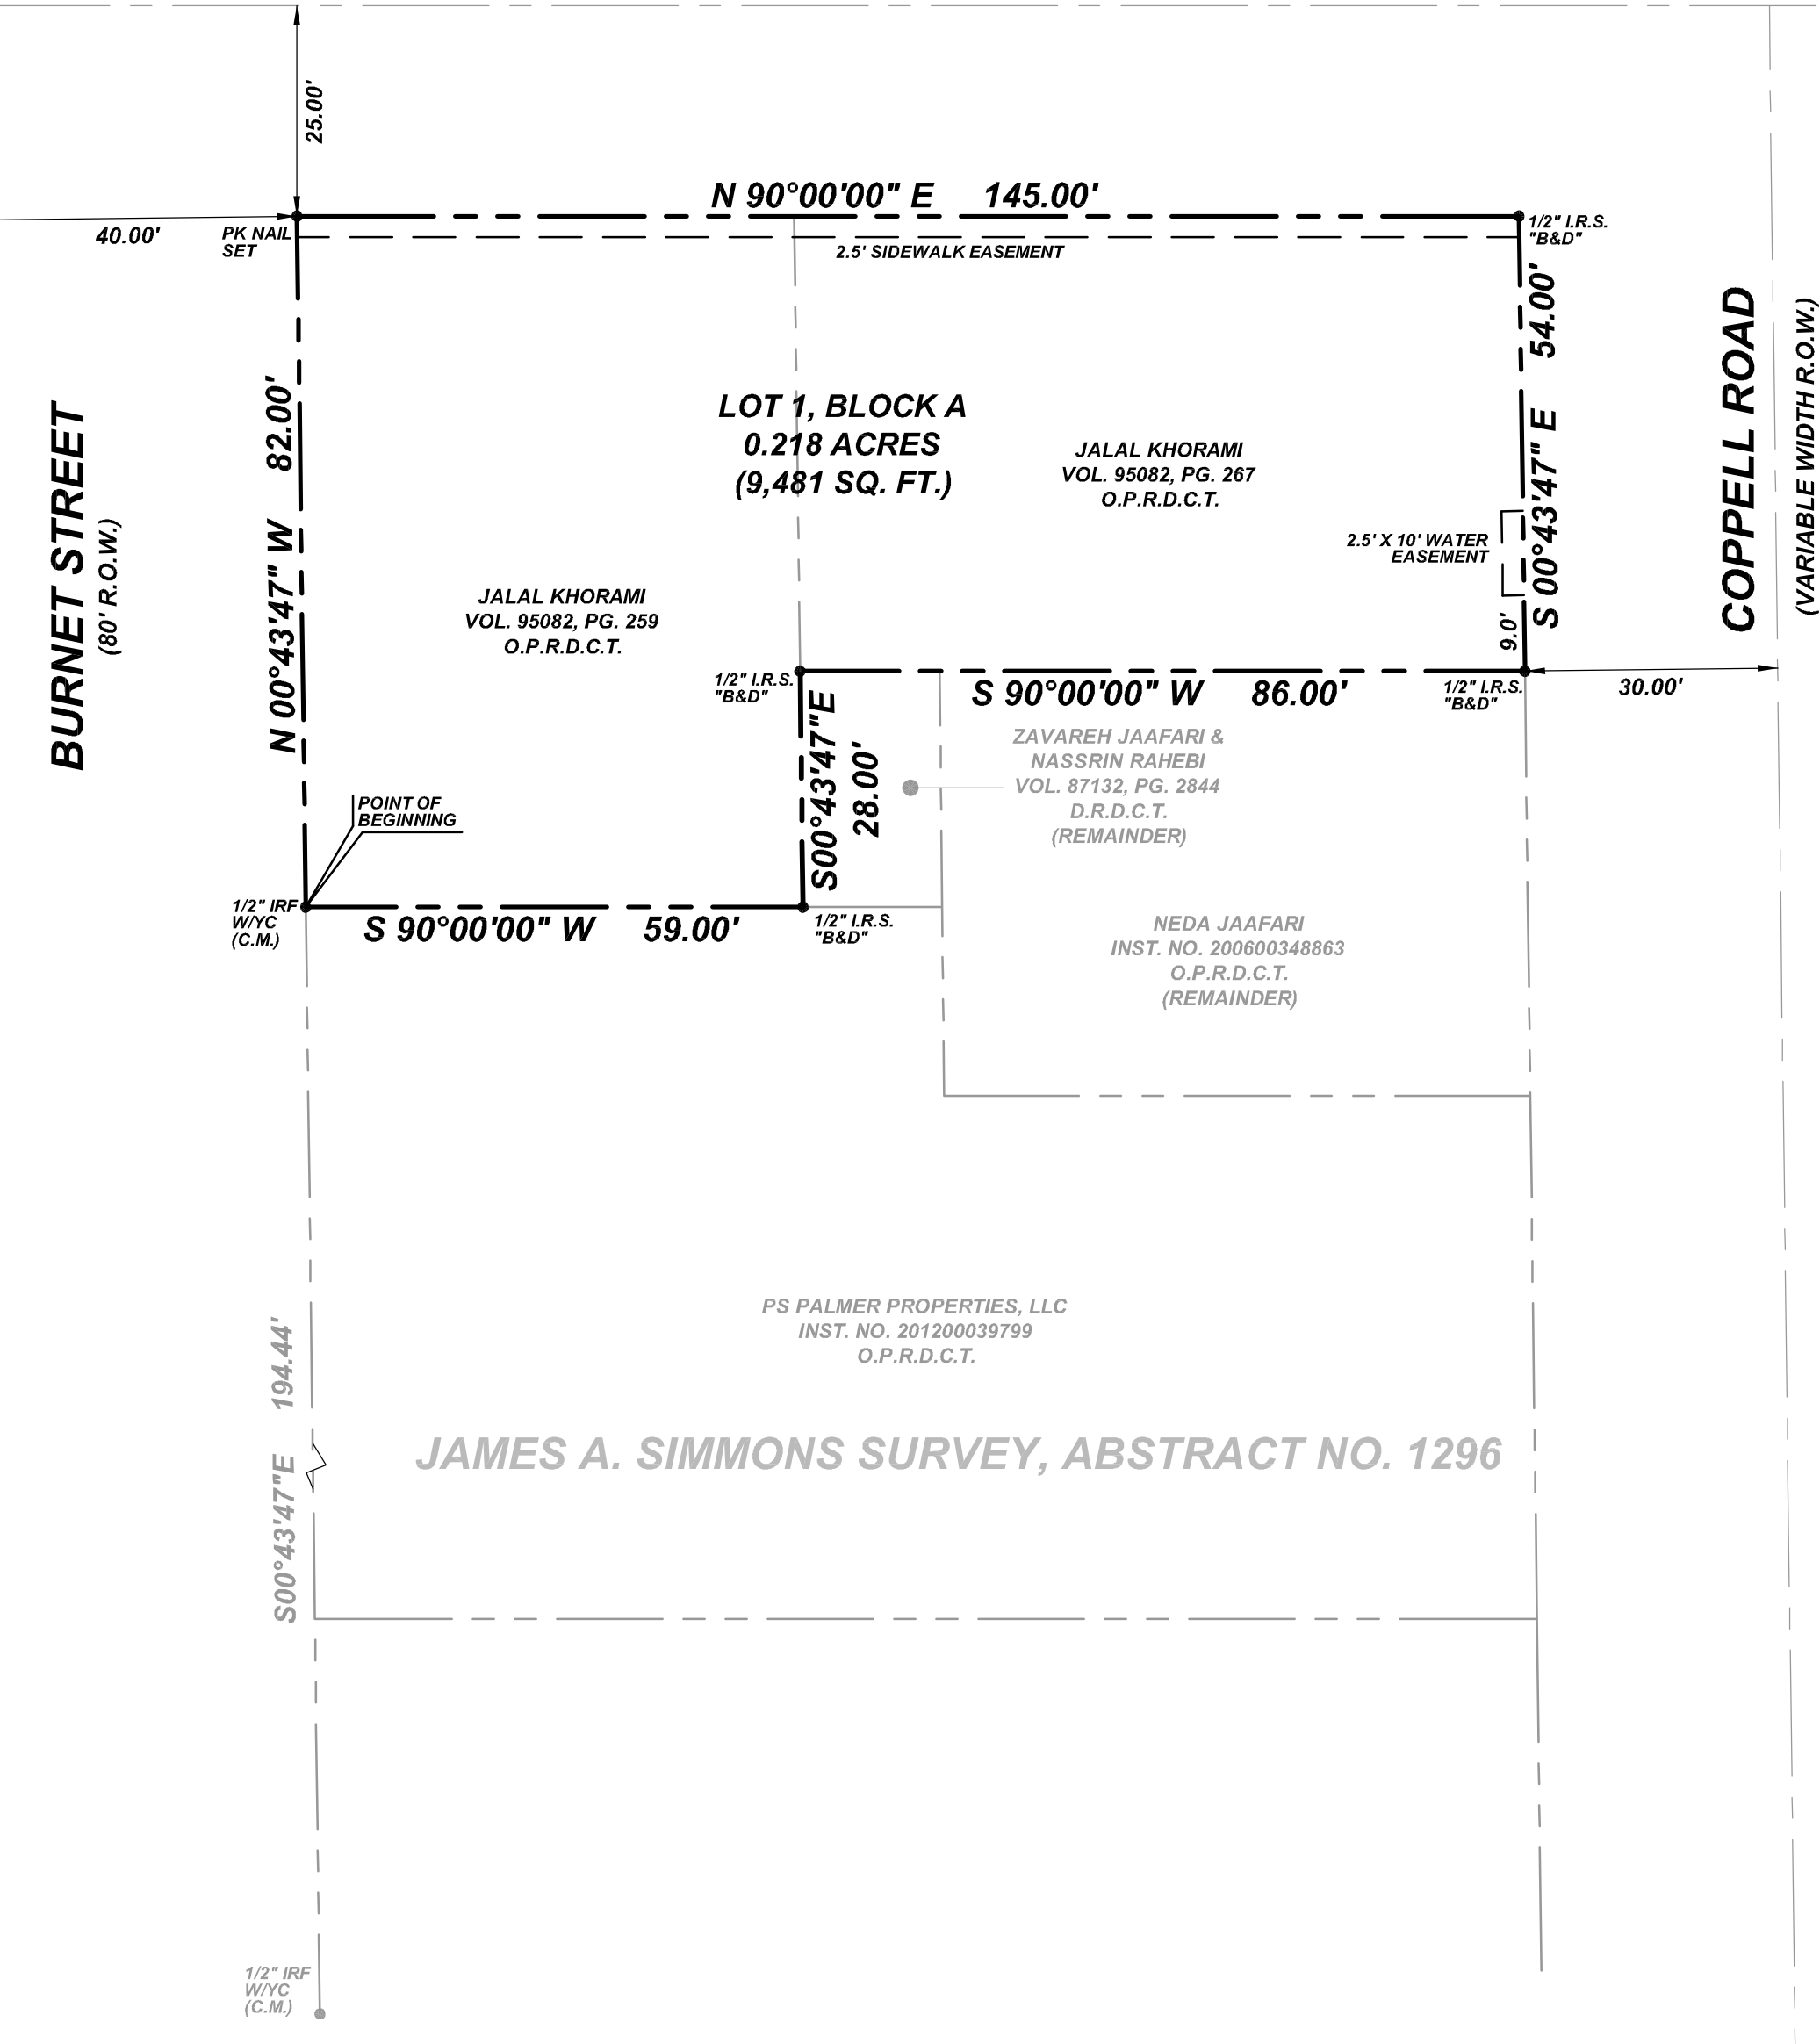 25.00'
N 90°00'00" E 145.00'
40.00'
PK NAIL
SET
2.5' SIDEWALK EASEMENT
1/2" I.R.S.
"B&D"
BURNET STREET
(80' R.O.W.)
N 00°43'47" W 82.00'
LOT 1, BLOCK A
0.218 ACRES
(9,481 SQ. FT.)
JALAL KHORAMI
VOL. 95082, PG. 267
O.P.R.D.C.T.
S 00°43'47" E 54.00'
COPPELL ROAD
(VARIABLE WIDTH R.O.W.)
2.5' X 10' WATER
EASEMENT
9.0'
JALAL KHORAMI
VOL. 95082, PG. 259
O.P.R.D.C.T.
1/2" I.R.S.
"B&D"
S 90°00'00" W 86.00'
1/2" I.R.S.
"B&D"
30.00'
S00°43'47"E
28.00'
ZAVAREH JAAFARI &
NASSRIN RAHEBI
VOL. 87132, PG. 2844
D.R.D.C.T.
(REMAINDER)
POINT OF
BEGINNING
1/2" IRF
W/YC
(C.M.)
S 90°00'00" W 59.00'
1/2" I.R.S.
"B&D"
NEDA JAAFARI
INST. NO. 200600348863
O.P.R.D.C.T.
(REMAINDER)
PS PALMER PROPERTIES, LLC
INST. NO. 201200039799
O.P.R.D.C.T.
S00°43'47"E 194.44'
JAMES A. SIMMONS SURVEY, ABSTRACT NO. 1296
1/2" IRF
W/YC
(C.M.)